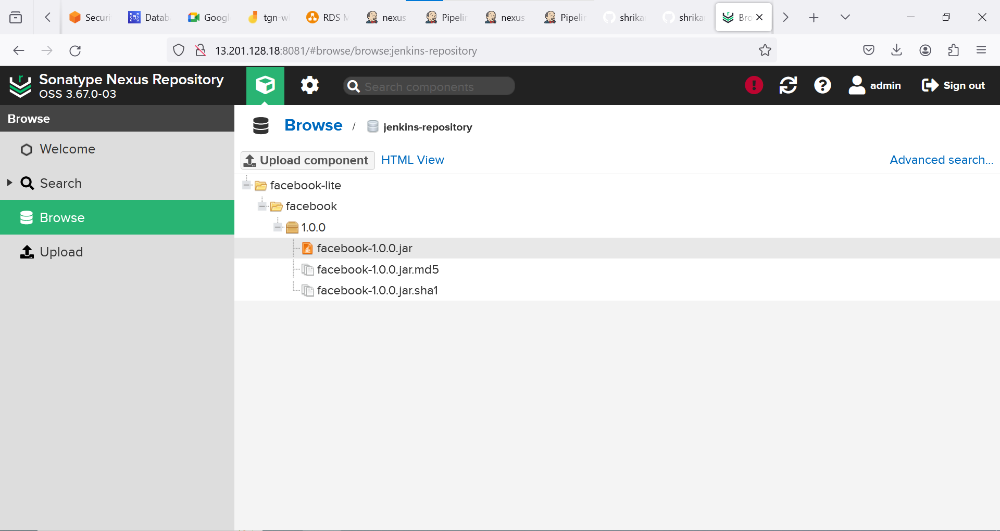 Securi
Datab
Googl
tgn-w
RDS M
nexus
Pipelin
nexus
Pipelin
shrika
shrika
Bro
13.201.128.18:8081/#browse/browse:jenkins-repository
Sonatype Nexus Repository
OSS 3.67.0-03
Search components
admin
Sign out
Browse
Welcome
Search
Browse
Upload
Browse / jenkins-repository
Upload component
HTML View
Advanced search...
facebook-lite
facebook
1.0.0
facebook-1.0.0.jar
facebook-1.0.0.jar.md5
facebook-1.0.0.jar.sha1